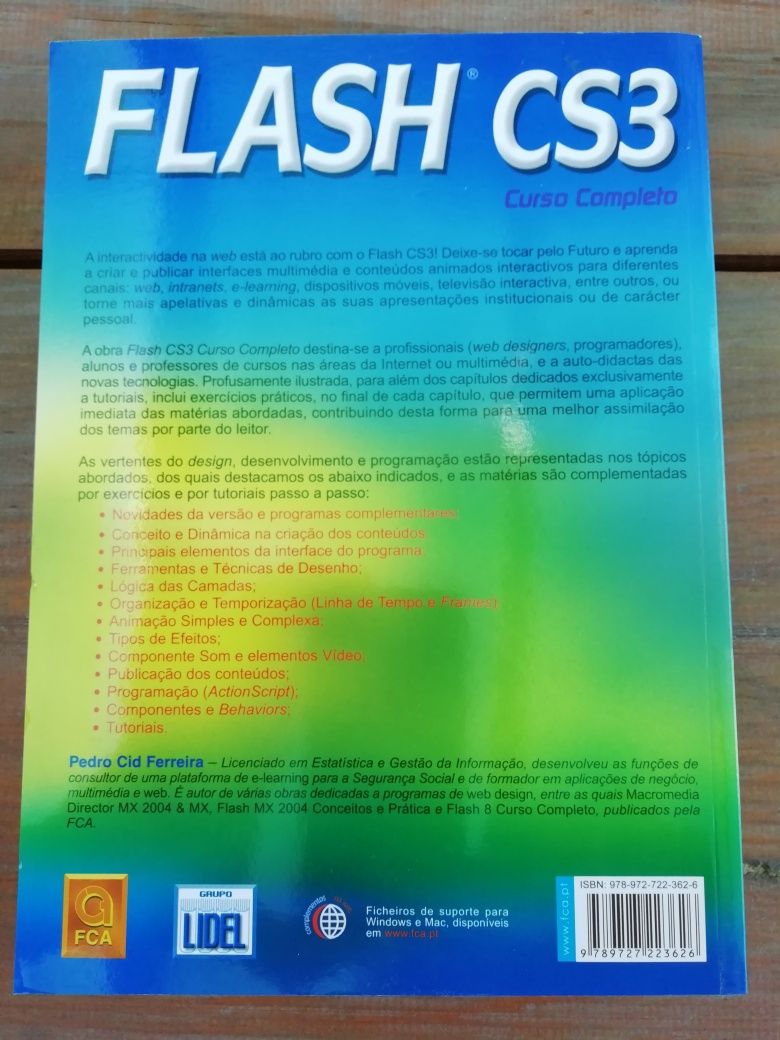 FLASH® CS3
Curso Completo
A interactividade na web está ao rubro com o Flash CS3! Deixe-se tocar pelo Futuro e aprenda
a criar e publicar interfaces multimédia e conteúdos animados interactivos para diferentes
canais: web, intranets, e-learning, dispositivos móveis, televisão interactiva, entre outros, ou
torne mais apelativas e dinâmicas as suas apresentações institucionais ou de carácter
pessoal.
A obra Flash CS3 Curso Completo destina-se a profissionais (web designers, programadores),
alunos e professores de cursos nas áreas da Internet ou multimédia, e a auto-didactas das
novas tecnologias. Profusamente ilustrada, para além dos capítulos dedicados exclusivamente
a tutoriais, inclui exercícios práticos, no final de cada capítulo, que permitem uma aplicação
imediata das matérias abordadas, contribuindo desta forma para uma melhor assimilação
dos temas por parte do leitor.
As vertentes do design, desenvolvimento e programação estão representadas nos tópicos
abordados, dos quais destacamos os abaixo indicados, e as matérias são complementadas
por exercícios e por tutoriais passo a passo:
• Novidades da versão e programas complementares;
• Conceito e Dinâmica na criação dos conteúdos;
• Principais elementos da interface do programa;
• Ferramentas e Técnicas de Desenho;
• Lógica das Camadas;
• Organização e Temporização (Linha de Tempo e Frames);
• Animação Simples e Complexa;
• Tipos de Efeitos;
• Componente Som e elementos Vídeo;
• Publicação dos conteúdos;
• Programação (ActionScript);
• Componentes e Behaviors;
• Tutoriais.
Pedro Cid Ferreira – Licenciado em Estatística e Gestão da Informação, desenvolveu as funções de
consultor de uma plataforma de e-learning para a Segurança Social e de formador em aplicações de negócio,
multimédia e web. É autor de várias obras dedicadas a programas de web design, entre as quais Macromedia
Director MX 2004 & MX, Flash MX 2004 Conceitos e Prática e Flash 8 Curso Completo, publicados pela
FCA.
a
FCA
GRUPO
LIDEL
complementos
Ficheiros de suporte para
Windows e Mac, disponíveis
em www.fca.pt
www.fca.pt
ISBN: 978-972-722-362-6
9 789727 223626